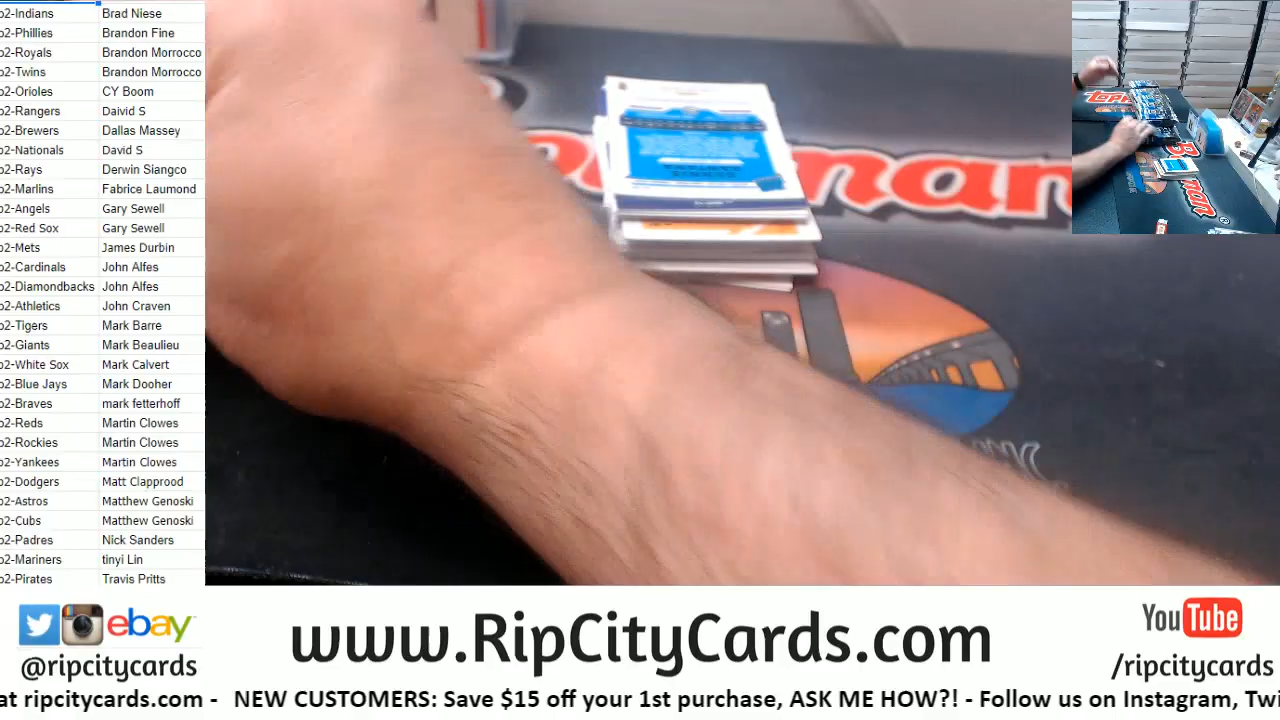 o2-Indians Brad Niese
o2-Phillies Brandon Fine
o2-Royals Brandon Morrocco
o2-Twins Brandon Morrocco
o2-Orioles CY Boom
o2-Rangers Daivid S
o2-Brewers Dallas Massey
o2-Nationals David S
o2-Rays Derwin Siangco
o2-Marlins Fabrice Laumond
o2-Angels Gary Sewell
o2-Red Sox Gary Sewell
o2-Mets James Durbin
o2-Cardinals John Alfes
o2-Diamondbacks John Alfes
o2-Athletics John Craven
o2-Tigers Mark Barre
o2-Giants Mark Beaulieu
o2-White Sox Mark Calvert
o2-Blue Jays Mark Dooher
o2-Braves mark fetterhoff
o2-Reds Martin Clowes
o2-Rockies Martin Clowes
o2-Yankees Martin Clowes
o2-Dodgers Matt Clapprood
o2-Astros Matthew Genoski
o2-Cubs Matthew Genoski
o2-Padres Nick Sanders
o2-Mariners tinyi Lin
o2-Pirates Travis Pritts
ebay
@ripcitycards
www.RipCityCards.com
YouTube
/ripcitycards
at ripcitycards.com - NEW CUSTOMERS: Save $15 off your 1st purchase, ASK ME HOW?! - Follow us on Instagram, Twi